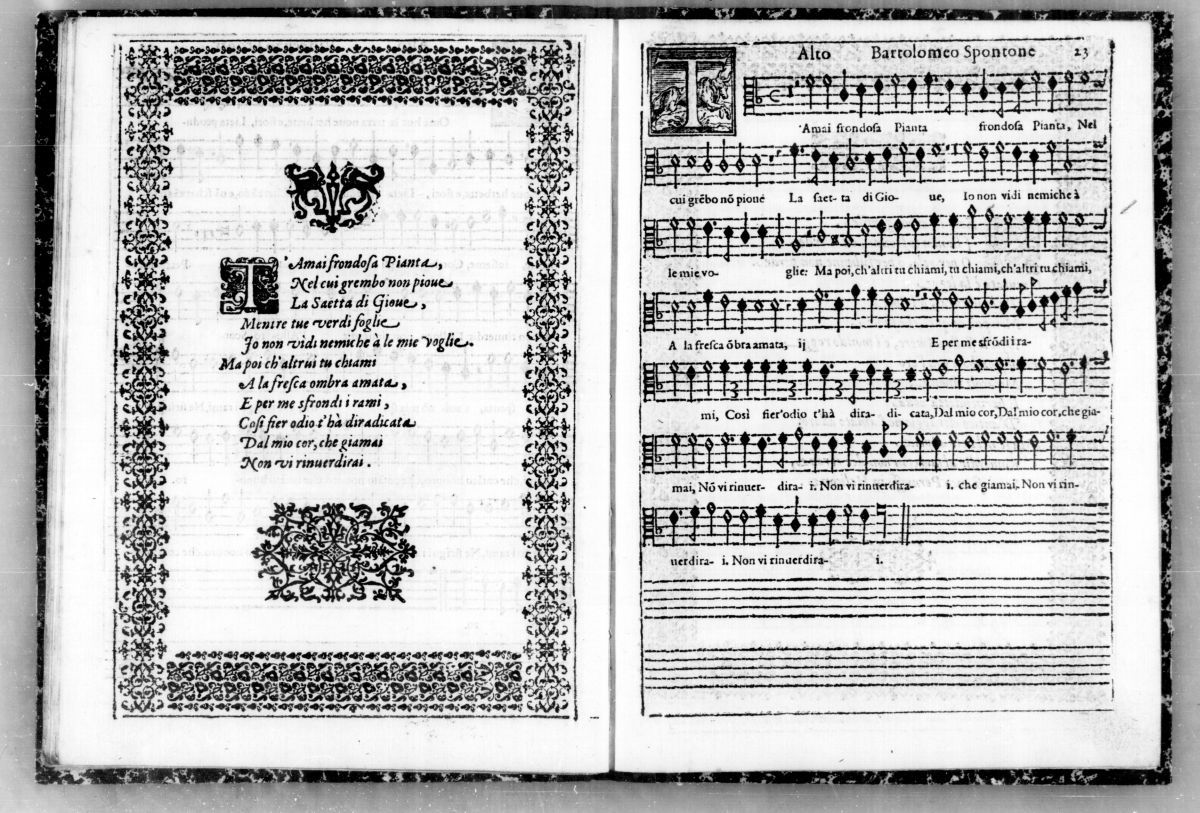 T'Amai frondosa Pianta,
Nel cui grembo non pioue
La Saetta di Gioue,
Mentre tue verdi foglie
Io non vidi nemiche à le mie voglie.
Ma poi ch'altrui tu chiami
A la fresca ombra amata,
E per me sfrondi i rami,
Così fier odio t'hà diradicata
Dal mio cor, che giamai
Non vi rinuerdirai.
Alto Bartolomeo Spontone 23
T'Amai frondosa Pianta frondosa Pianta, Nel
cui grẽbo nõ pioue La saet- ta di Gio- ue, Io non vidi nemiche à
le mie vo- glie: Ma poi, ch'altri tu chiami, tu chiami, ch'altri tu chiami,
A la fresca õbra amata, ij E per me sfrõdi i ra-
mi, Così fier'odio t'hà dira- di- cata, Dal mio cor, Dal mio cor, che gia-
mai, Nõ vi rinuer- dira- i. Non vi rinuerdira- i. che giamai. Non vi rin-
uerdira- i. Non vi rinuerdira- i.